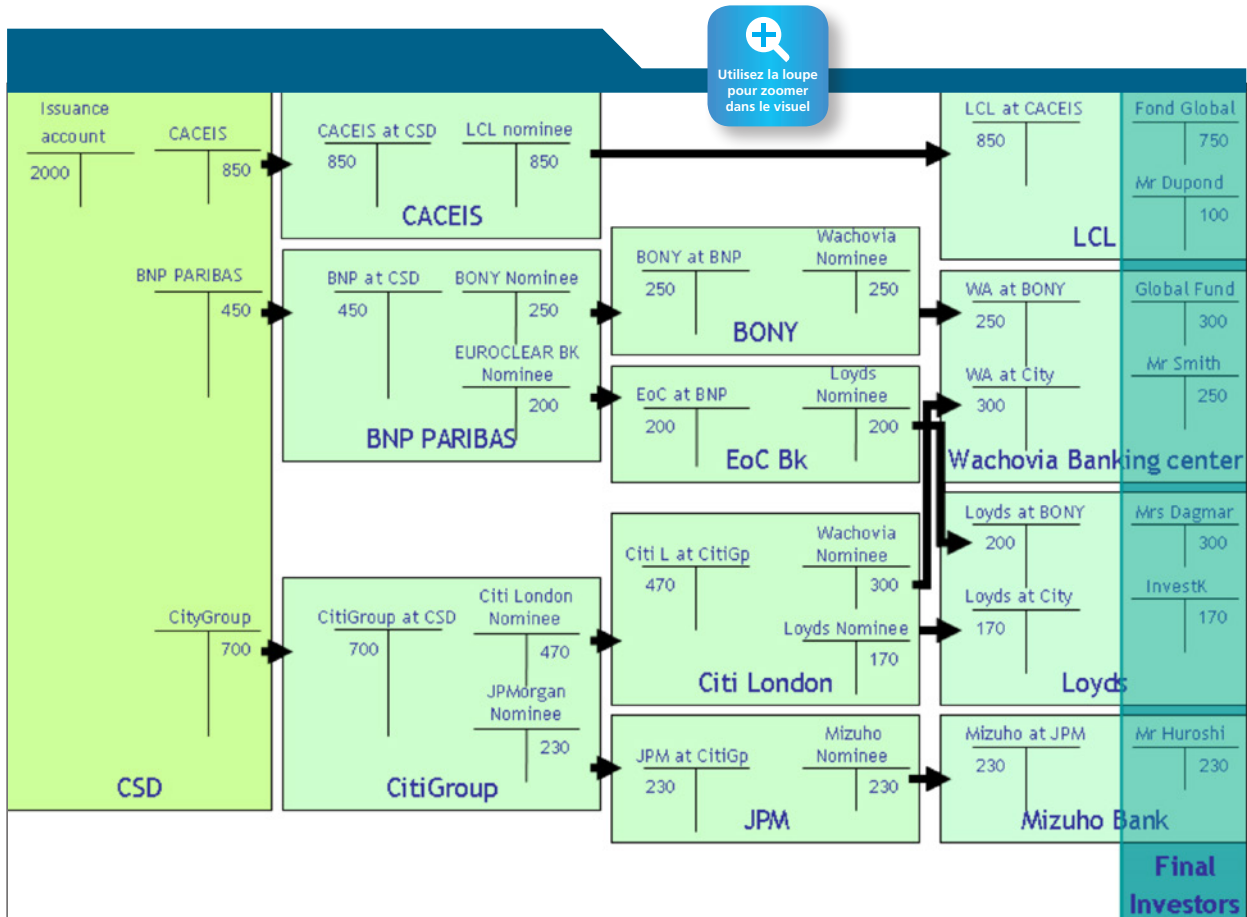 Utilisez la loupe
pour zoomer
dans le visuel
Issuance
account
2000
CACEIS
850
BNP PARIBAS
450
CityGroup
700
CSD
CACEIS at CSD
850
LCL nominee
850
CACEIS
BNP at CSD
450
BONY Nominee
250
EUROCLEAR BK
Nominee
200
BNP PARIBAS
CitiGroup at CSD
700
Citi London
Nominee
470
JPMorgan
Nominee
230
CitiGroup
BONY at BNP
250
Wachovia
Nominee
250
BONY
EoC at BNP
200
Loyds
Nominee
200
EoC Bk
Citi L at CitiGp
470
Wachovia
Nominee
300
Loyds Nominee
170
Citi London
JPM at CitiGp
230
Mizuho
Nominee
230
JPM
LCL at CACEIS
850
Fond Global
750
Mr Dupond
100
LCL
WA at BONY
250
Global Fund
300
WA at City
300
Mr Smith
250
Wachovia Banking center
Loyds at BONY
200
Mrs Dagmar
300
Loyds at City
170
InvestK
170
Loyds
Mizuho at JPM
230
Mr Huroshi
230
Mizuho Bank
Final
Investors